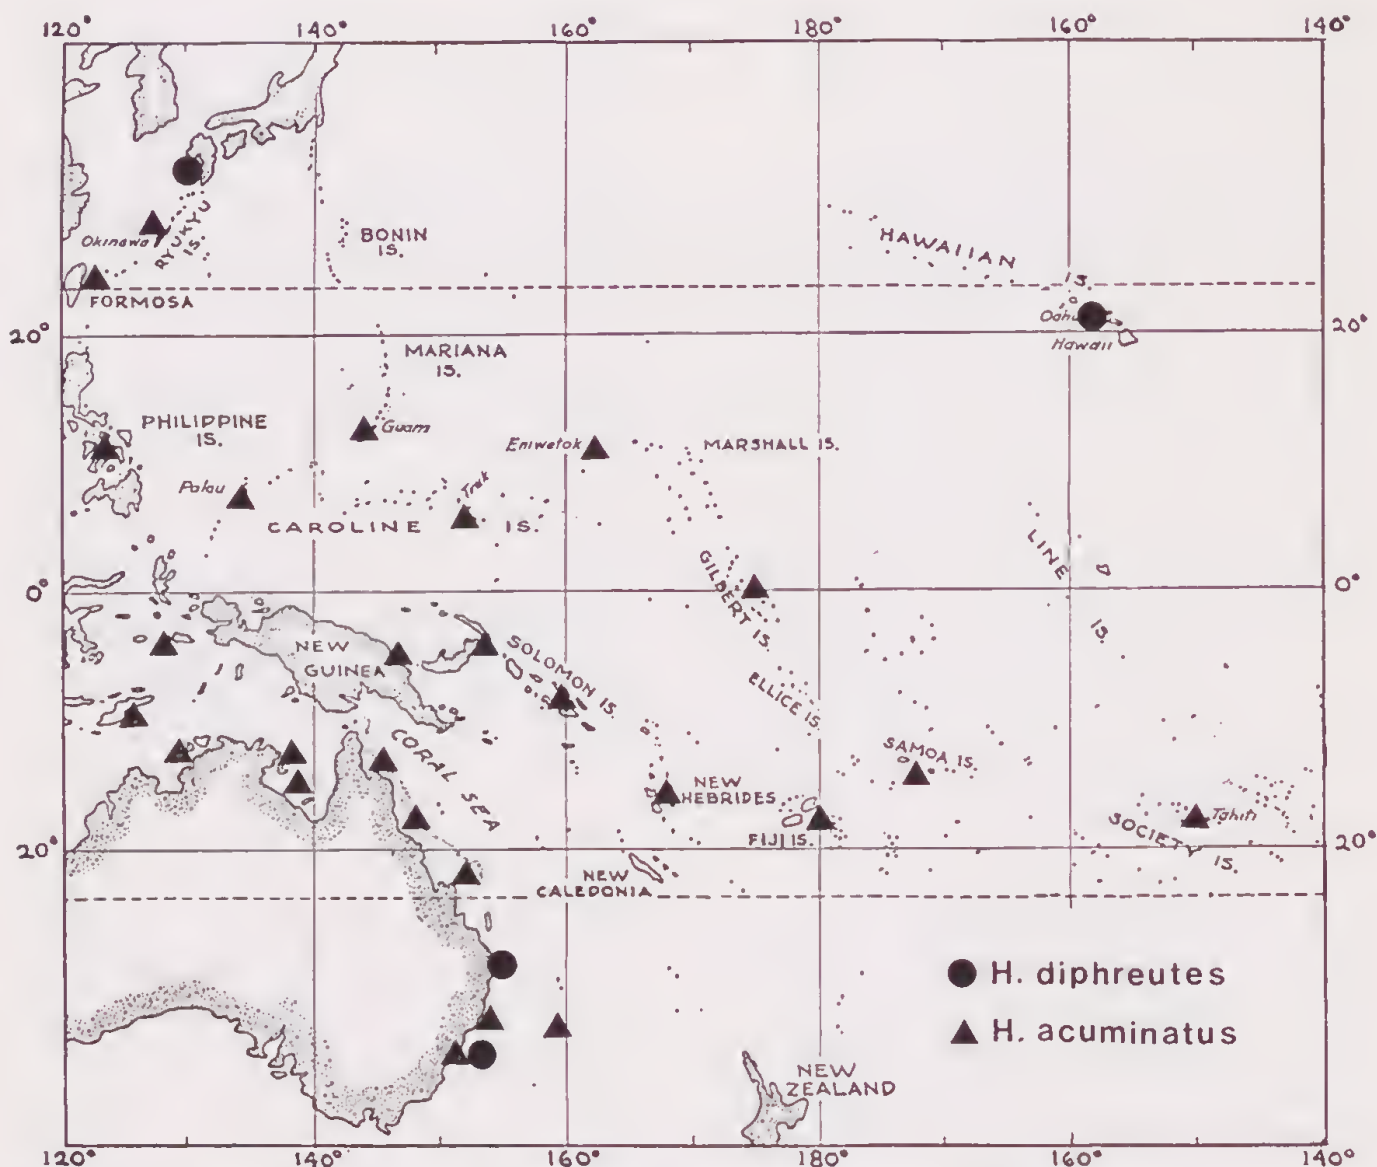 120° 140° 160° 180° 160° 140°
40° 40°
Okinawa
RYUKYU
IS.
BONIN
IS.
HAWAIIAN
IS.
FORMOSA
Oahu
Hawaii
20° 20°
MARIANA
IS.
PHILIPPINE
IS.
Guam
Eniwetok
MARSHALL IS.
Palau
Truk
CAROLINE IS.
LINE
IS.
GILBERT IS.
0° 0°
NEW
GUINEA
SOLOMON IS.
ELLICE IS.
CORAL SEA
SAMOA IS.
NEW
HEBRIDES
FIJI IS.
Tahiti
SOCIET
IS.
20° 20°
NEW
CALEDONIA
H. diphreutes
H. acuminatus
NEW
ZEALAND
120° 140° 160° 180° 160° 140°